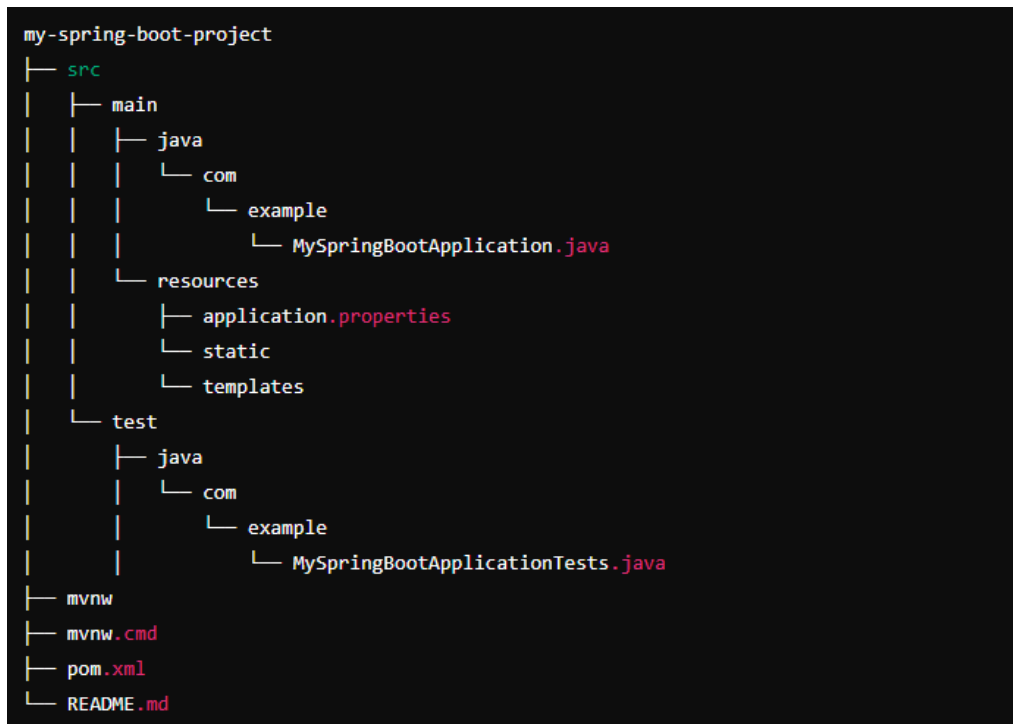 my-spring-boot-project
├── src
│   ├── main
│   │   ├── java
│   │   │   └── com
│   │   │       └── example
│   │   │           └── MySpringBootApplication.java
│   │   └── resources
│   │       ├── application.properties
│   │       └── static
│   │       └── templates
│   └── test
│       ├── java
│       │   └── com
│       │       └── example
│       │           └── MySpringBootApplicationTests.java
├── mvnw
├── mvnw.cmd
├── pom.xml
└── README.md